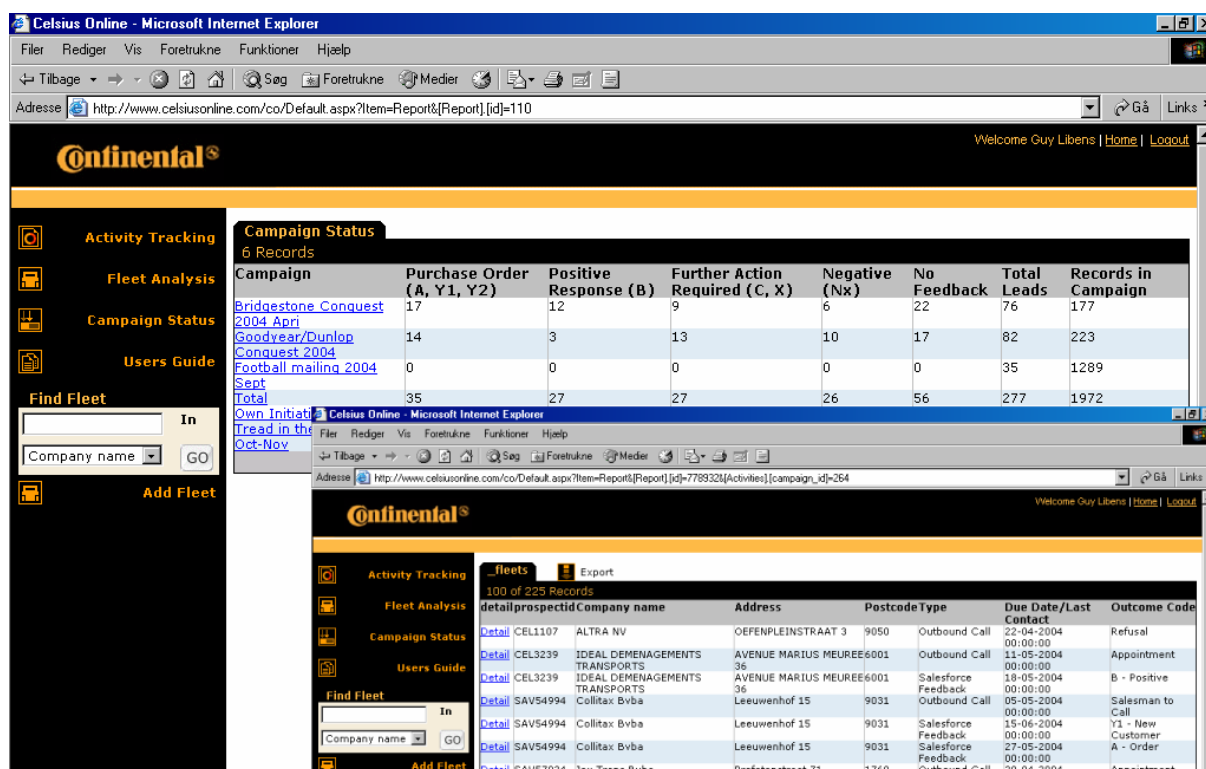 Celsius Online - Microsoft Internet Explorer
Filer Rediger Vis Foretrukne Funktioner Hjælp
Tilbage Søg Foretrukne Medier
Adresse http://www.celsiusonline.com/co/Default.aspx?Item=Report&[Report].[id]=110 Gå Links
Continental®
Welcome Guy Libens | Home | Logout
Activity Tracking
Fleet Analysis
Campaign Status
Users Guide
Find Fleet
In
Company name GO
Add Fleet
Campaign Status
6 Records
Campaign Purchase Order (A, Y1, Y2) Positive Response (B) Further Action Required (C, X) Negative (Nx) No Feedback Total Leads Records in Campaign
Bridgestone Conquest 2004 Apri 17 12 9 6 22 76 177
Goodyear/Dunlop Conquest 2004 14 3 13 10 17 82 223
Football mailing 2004 Sept 0 0 0 0 0 35 1289
Total 35 27 27 26 56 277 1972
Own Initiati
Tread in the
Oct-Nov
Celsius Online - Microsoft Internet Explorer
Filer Rediger Vis Foretrukne Funktioner Hjælp
Tilbage Søg Foretrukne Medier
Adresse http://www.celsiusonline.com/co/Default.aspx?Item=Report&[Report].[id]=778932&[Activities].[campaign_id]=264 Gå Links
Continental®
Welcome Guy Libens | Home | Logout
Activity Tracking
Fleet Analysis
Campaign Status
Users Guide
Find Fleet
In
Company name GO
Add Fleet
_fleets Export
100 of 225 Records
detail prospectid Company name Address Postcode Type Due Date/Last Contact Outcome Code
Detail CEL1107 ALTRA NV OEFENPLEINSTRAAT 3 9050 Outbound Call 22-04-2004 00:00:00 Refusal
Detail CEL3239 IDEAL DEMENAGEMENTS TRANSPORTS AVENUE MARIUS MEUREE 36 6001 Outbound Call 11-05-2004 00:00:00 Appointment
Detail CEL3239 IDEAL DEMENAGEMENTS TRANSPORTS AVENUE MARIUS MEUREE 36 6001 Salesforce Feedback 18-05-2004 00:00:00 B - Positive
Detail SAV54994 Collitax Bvba Leeuwenhof 15 9031 Outbound Call 05-05-2004 00:00:00 Salesman to Call
Detail SAV54994 Collitax Bvba Leeuwenhof 15 9031 Salesforce Feedback 15-06-2004 00:00:00 Y1 - New Customer
Detail SAV54994 Collitax Bvba Leeuwenhof 15 9031 Salesforce Feedback 27-05-2004 00:00:00 A - Order